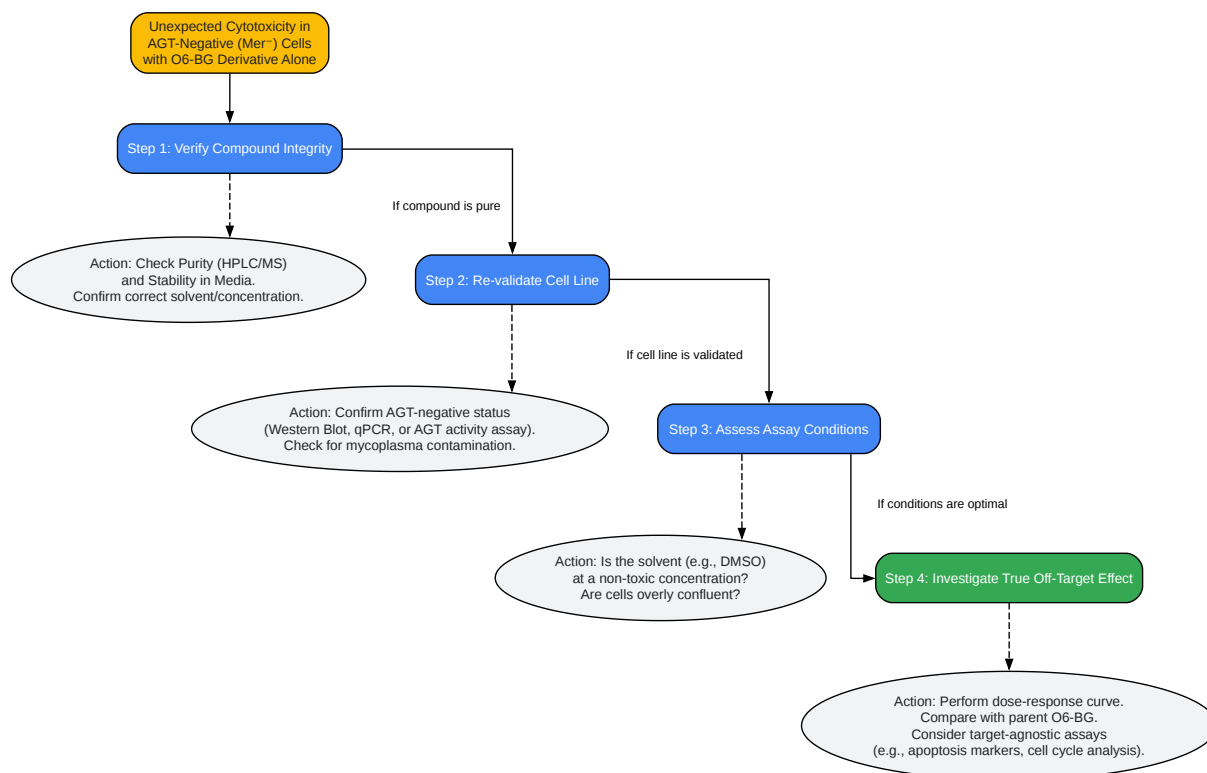 Unexpected Cytotoxicity in
AGT-Negative (Mer⁻) Cells
with O6-BG Derivative Alone
Step 1: Verify Compound Integrity
If compound is pure
Action: Check Purity (HPLC/MS)
and Stability in Media.
Confirm correct solvent/concentration.
Step 2: Re-validate Cell Line
If cell line is validated
Action: Confirm AGT-negative status
(Western Blot, qPCR, or AGT activity assay).
Check for mycoplasma contamination.
Step 3: Assess Assay Conditions
If conditions are optimal
Action: Is the solvent (e.g., DMSO)
at a non-toxic concentration?
Are cells overly confluent?
Step 4: Investigate True Off-Target Effect
Action: Perform dose-response curve.
Compare with parent O6-BG.
Consider target-agnostic assays
(e.g., apoptosis markers, cell cycle analysis).